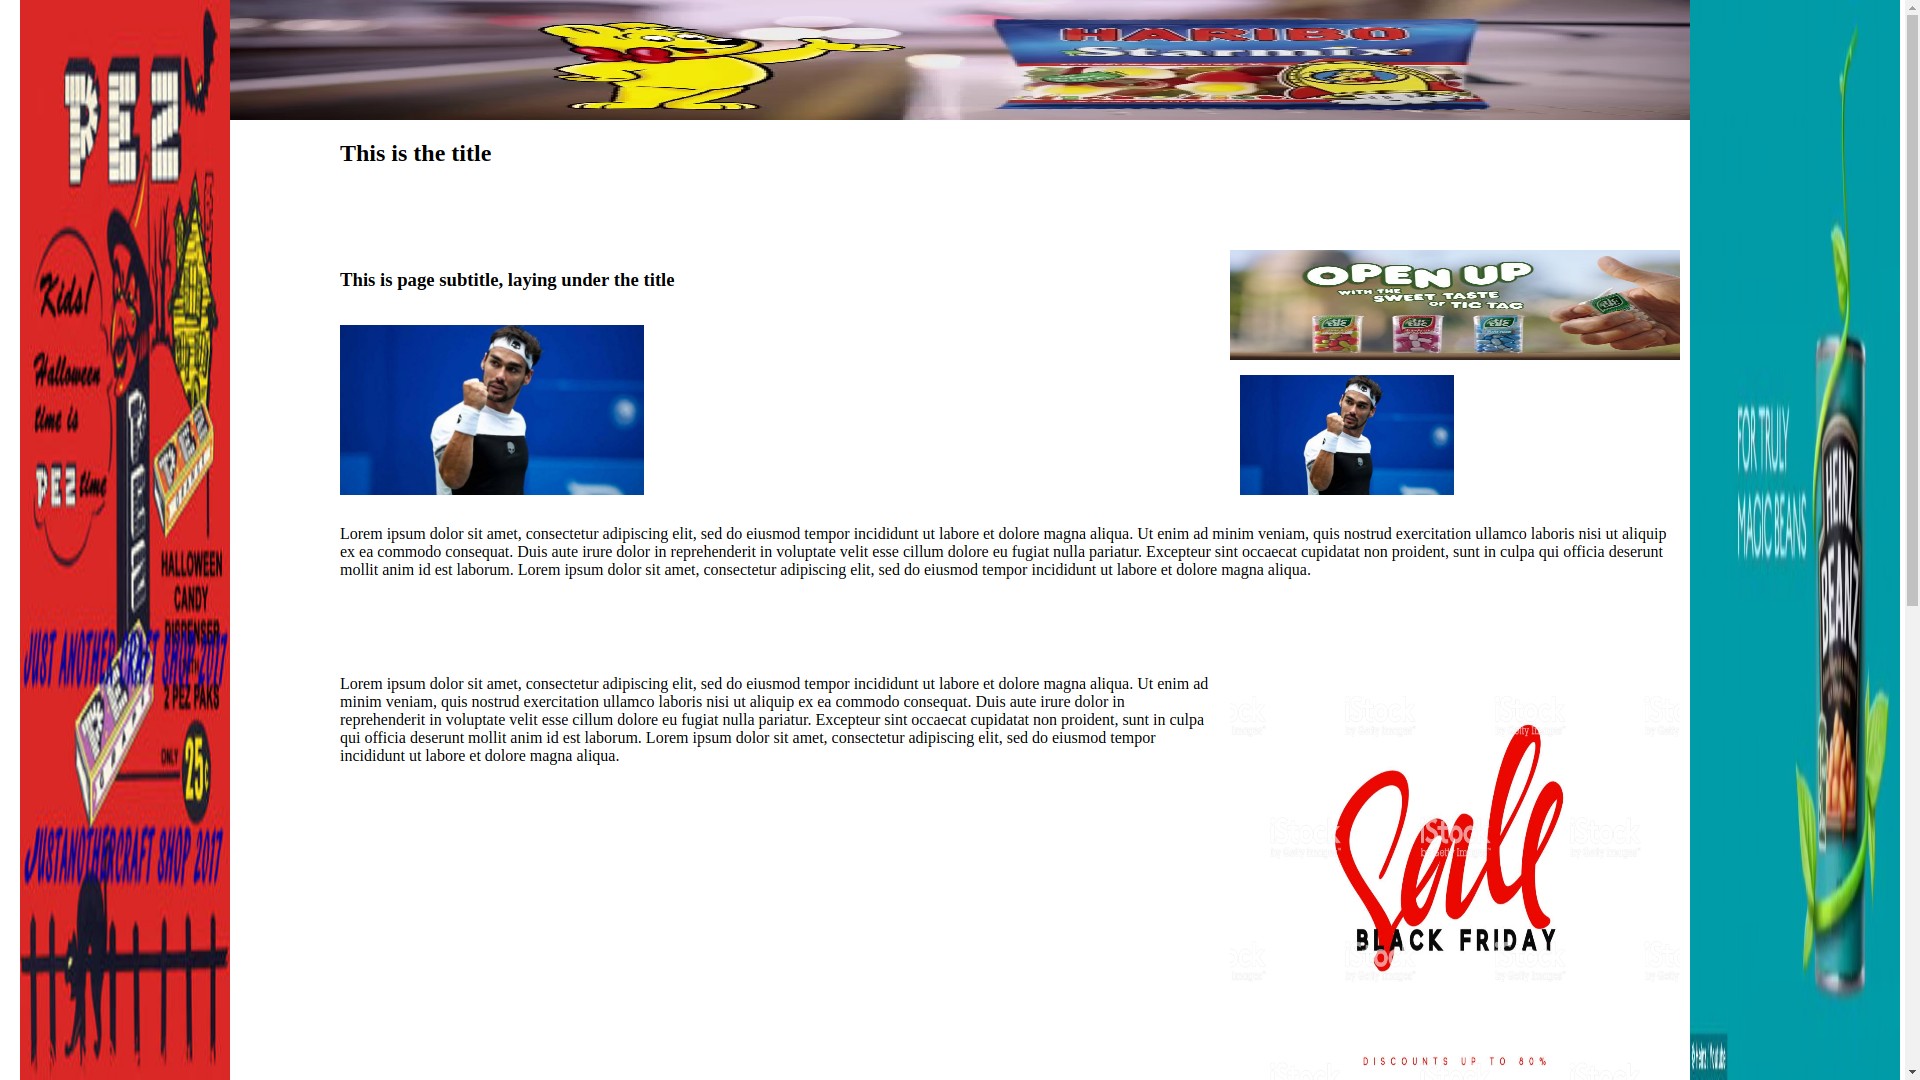 HARIBO
Starmix
PEZ
Kids!
Halloween
time is
PEZ time
HALLOWEEN
CANDY
DISPENSER
2 PEZ PAKS
ONLY
25¢
JUST ANOTHER CRAFT SHOP 2017
JUSTANOTHERCRAFT SHOP 2017
This is the title
This is page subtitle, laying under the title
OPEN UP
WITH THE
SWEET TASTE
OF TIC TAC
Lorem ipsum dolor sit amet, consectetur adipiscing elit, sed do eiusmod tempor incididunt ut labore et dolore magna aliqua. Ut enim ad minim veniam, quis nostrud exercitation ullamco laboris nisi ut aliquip
ex ea commodo consequat. Duis aute irure dolor in reprehenderit in voluptate velit esse cillum dolore eu fugiat nulla pariatur. Excepteur sint occaecat cupidatat non proident, sunt in culpa qui officia deserunt
mollit anim id est laborum. Lorem ipsum dolor sit amet, consectetur adipiscing elit, sed do eiusmod tempor incididunt ut labore et dolore magna aliqua.
Lorem ipsum dolor sit amet, consectetur adipiscing elit, sed do eiusmod tempor incididunt ut labore et dolore magna aliqua. Ut enim ad
minim veniam, quis nostrud exercitation ullamco laboris nisi ut aliquip ex ea commodo consequat. Duis aute irure dolor in
reprehenderit in voluptate velit esse cillum dolore eu fugiat nulla pariatur. Excepteur sint occaecat cupidatat non proident, sunt in culpa
qui officia deserunt mollit anim id est laborum. Lorem ipsum dolor sit amet, consectetur adipiscing elit, sed do eiusmod tempor
incididunt ut labore et dolore magna aliqua.
iStock
by Getty Images
Sale
BLACK FRIDAY
DISCOUNTS UP TO 80%
FOR TRULY
MAGIC BEANS
HEINZ
BEANZ